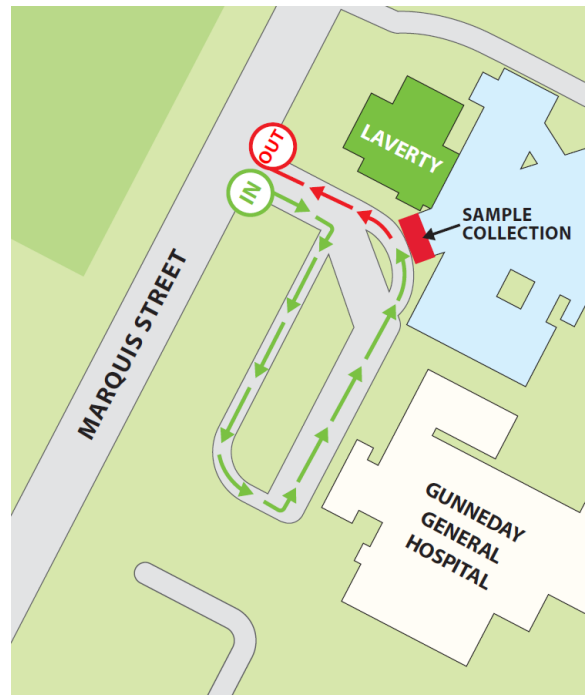 OUT
LAVERTY
IN
SAMPLE
COLLECTION
MARQUIS STREET
GUNNEDAY
GENERAL
HOSPITAL